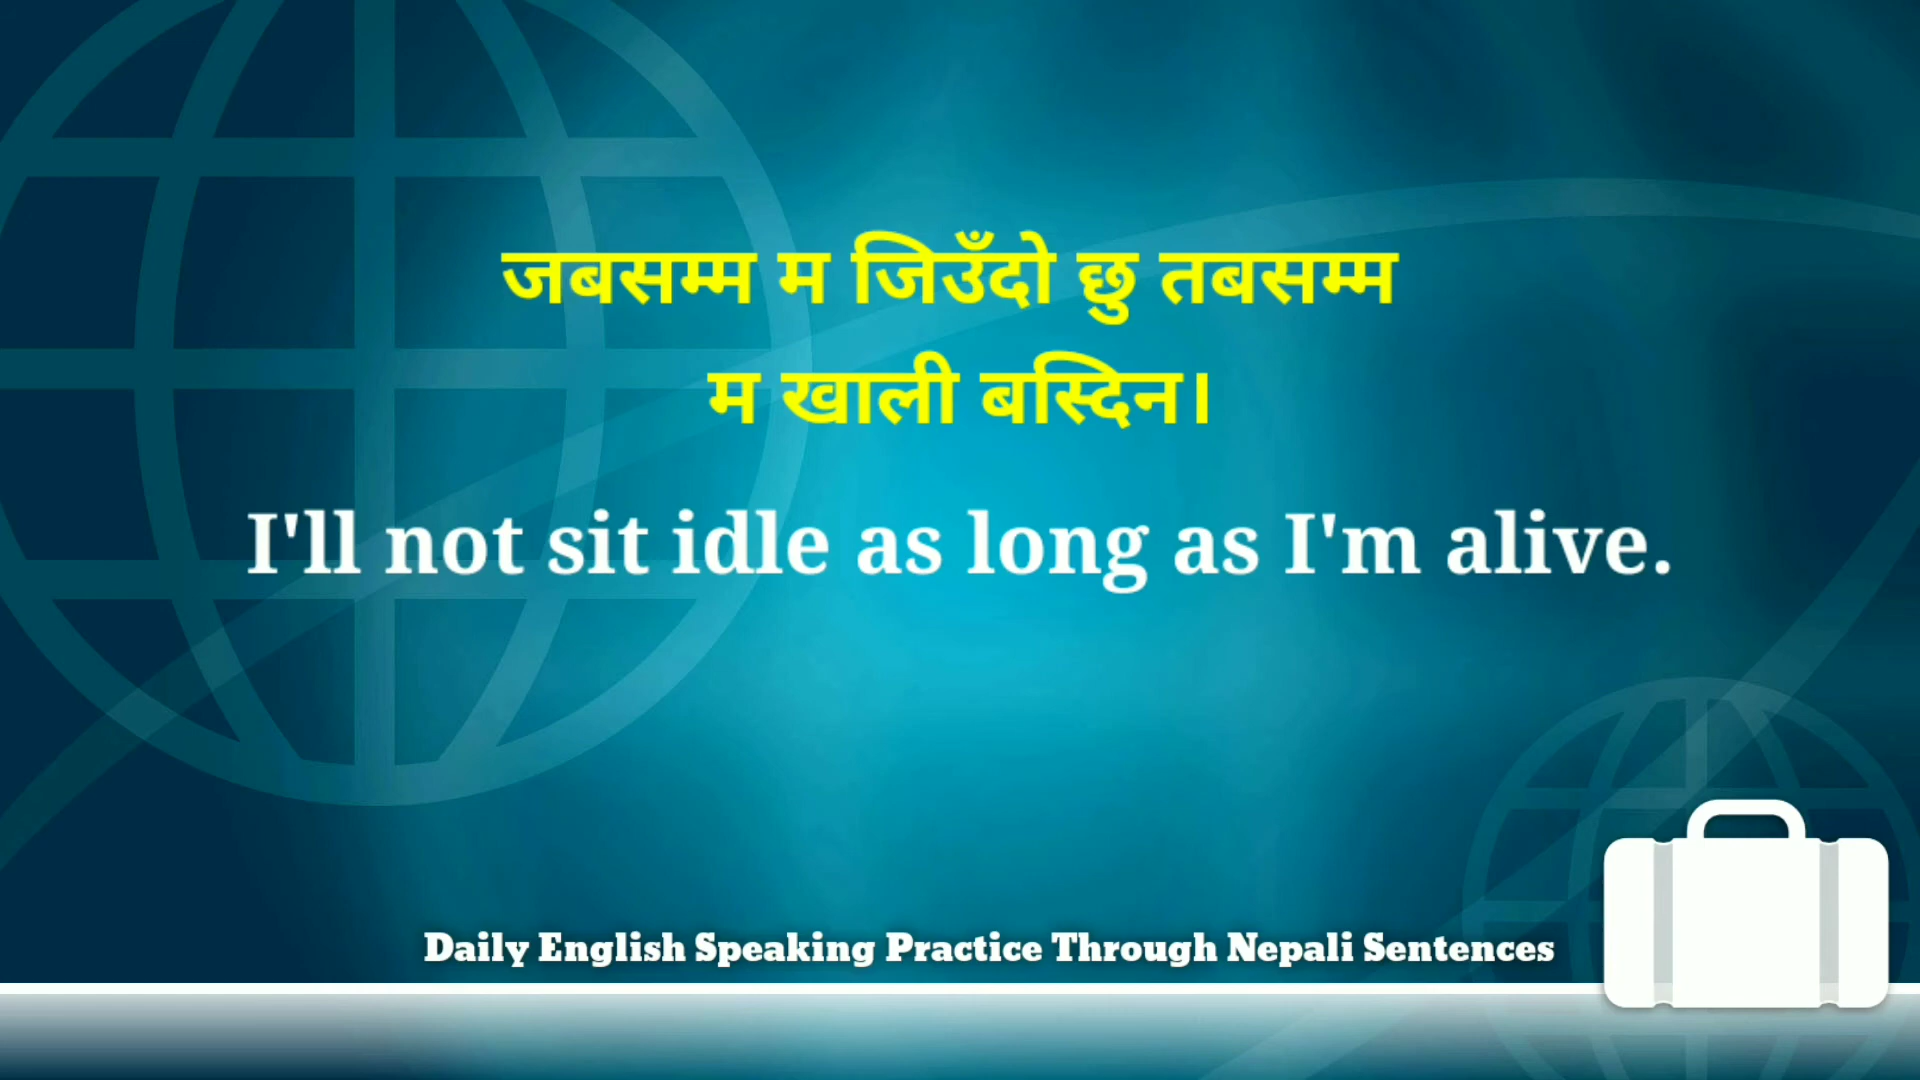 जबसम्म म जिउँदो छु तबसम्म
म खाली बस्दिन।
I'll not sit idle as long as I'm alive.
Daily English Speaking Practice Through Nepali Sentences